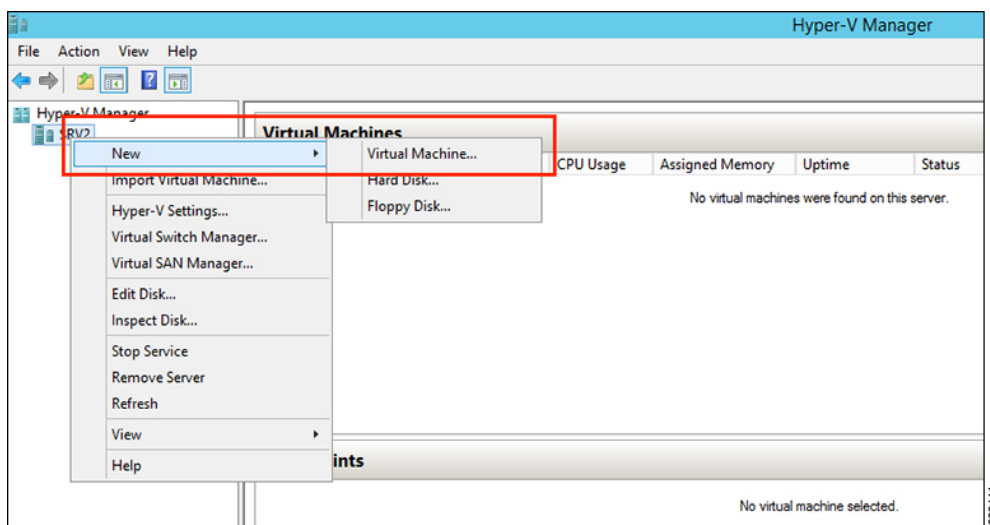 Hyper-V Manager
File Action View Help
Hyper-V Manager
SRV2
Virtual Machines
CPU Usage Assigned Memory Uptime Status
No virtual machines were found on this server.
New
Import Virtual Machine...
Hyper-V Settings...
Virtual Switch Manager...
Virtual SAN Manager...
Edit Disk...
Inspect Disk...
Stop Service
Remove Server
Refresh
View
Help
Virtual Machine...
Hard Disk...
Floppy Disk...
ints
No virtual machine selected.